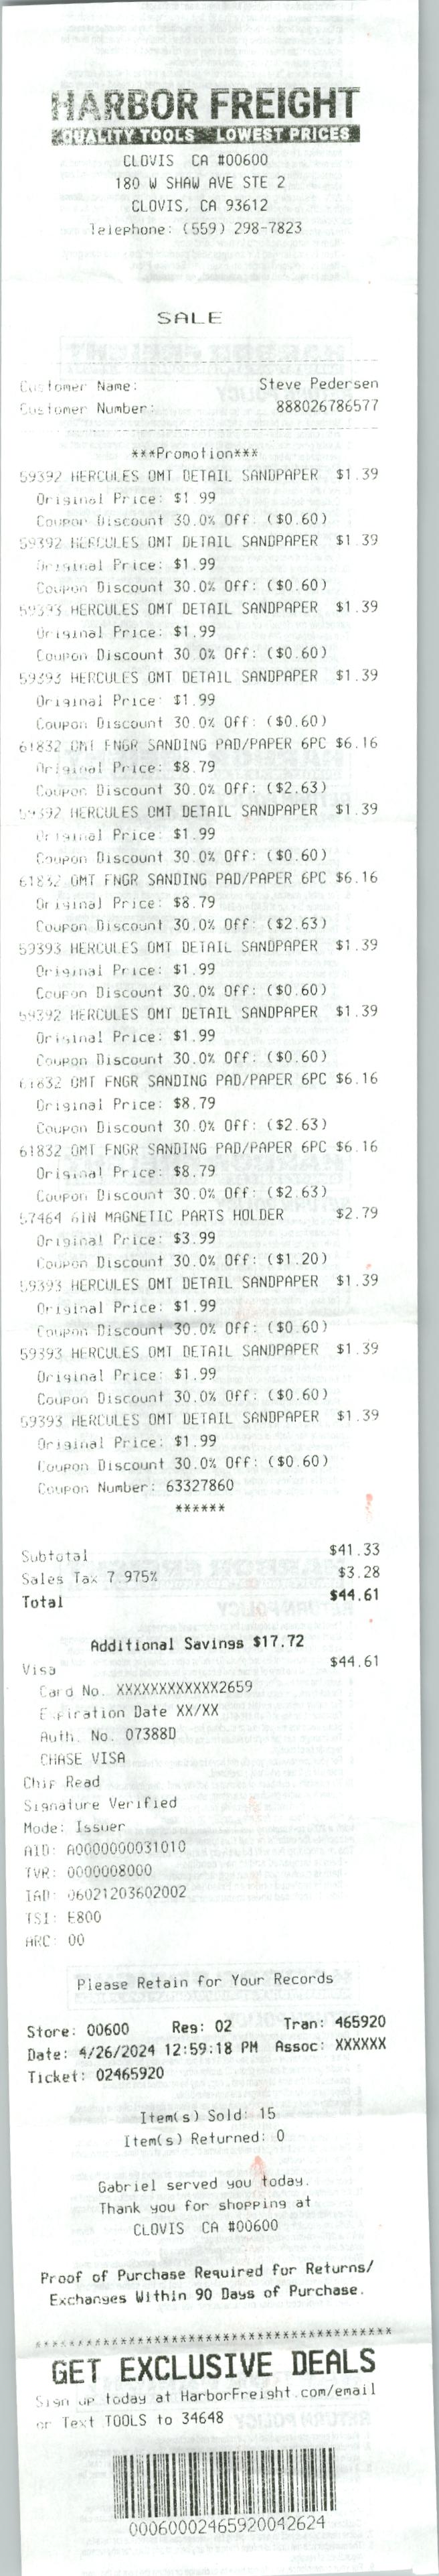 HARBOR FREIGHT
QUALITY TOOLS LOWEST PRICES
CLOVIS CA #00600
180 W SHAW AVE STE 2
CLOVIS, CA 93612
Telephone: (559) 298-7823
SALE
Customer Name: Steve Pedersen
Customer Number: 888026786577
***Promotion***
59392 HERCULES OMT DETAIL SANDPAPER $1.39
Original Price: $1.99
Coupon Discount 30.0% Off: ($0.60)
59392 HERCULES OMT DETAIL SANDPAPER $1.39
Original Price: $1.99
Coupon Discount 30.0% Off: ($0.60)
59393 HERCULES OMT DETAIL SANDPAPER $1.39
Original Price: $1.99
Coupon Discount 30.0% Off: ($0.60)
59393 HERCULES OMT DETAIL SANDPAPER $1.39
Original Price: $1.99
Coupon Discount 30.0% Off: ($0.60)
61832 OMT FNGR SANDING PAD/PAPER 6PC $6.16
Original Price: $8.79
Coupon Discount 30.0% Off: ($2.63)
59392 HERCULES OMT DETAIL SANDPAPER $1.39
Original Price: $1.99
Coupon Discount 30.0% Off: ($0.60)
61832 OMT FNGR SANDING PAD/PAPER 6PC $6.16
Original Price: $8.79
Coupon Discount 30.0% Off: ($2.63)
59393 HERCULES OMT DETAIL SANDPAPER $1.39
Original Price: $1.99
Coupon Discount 30.0% Off: ($0.60)
59392 HERCULES OMT DETAIL SANDPAPER $1.39
Original Price: $1.99
Coupon Discount 30.0% Off: ($0.60)
61832 OMT FNGR SANDING PAD/PAPER 6PC $6.16
Original Price: $8.79
Coupon Discount 30.0% Off: ($2.63)
61832 OMT FNGR SANDING PAD/PAPER 6PC $6.16
Original Price: $8.79
Coupon Discount 30.0% Off: ($2.63)
57464 6IN MAGNETIC PARTS HOLDER $2.79
Original Price: $3.99
Coupon Discount 30.0% Off: ($1.20)
59393 HERCULES OMT DETAIL SANDPAPER $1.39
Original Price: $1.99
Coupon Discount 30.0% Off: ($0.60)
59393 HERCULES OMT DETAIL SANDPAPER $1.39
Original Price: $1.99
Coupon Discount 30.0% Off: ($0.60)
59393 HERCULES OMT DETAIL SANDPAPER $1.39
Original Price: $1.99
Coupon Discount 30.0% Off: ($0.60)
Coupon Number: 63327860
******
Subtotal $41.33
Sales Tax 7.975% $3.28
Total $44.61
Additional Savings $17.72
Visa $44.61
Card No. XXXXXXXXXXXX2659
Expiration Date XX/XX
Auth. No. 07388D
CHASE VISA
Chip Read
Signature Verified
Mode: Issuer
AID: A0000000031010
TVR: 0000008000
IAD: 06021203602002
TSI: E800
ARC: 00
Please Retain for Your Records
Store: 00600 Reg: 02 Tran: 465920
Date: 4/26/2024 12:59:18 PM Assoc: XXXXXX
Ticket: 02465920
Item(s) Sold: 15
Item(s) Returned: 0
Gabriel served you today.
Thank you for shopping at
CLOVIS CA #00600
Proof of Purchase Required for Returns/
Exchanges Within 90 Days of Purchase.
****************************************
GET EXCLUSIVE DEALS
Sign up today at HarborFreight.com/email
or Text TOOLS to 34648
00060002465920042624